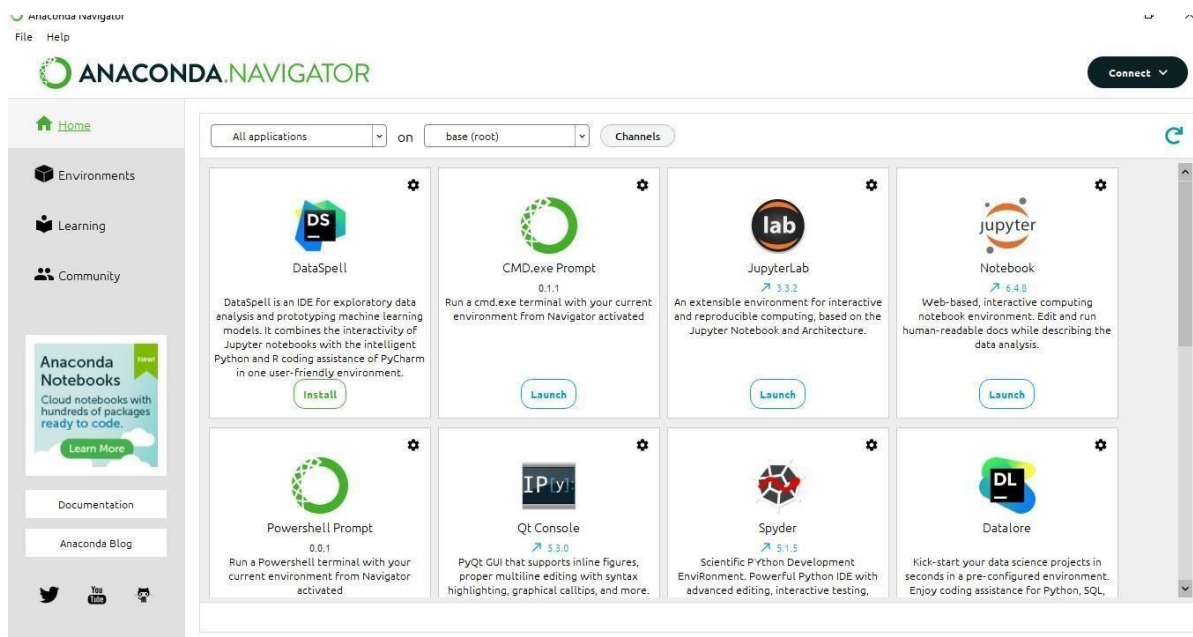 Anaconda Navigator
File Help
ANACONDA.NAVIGATOR
Connect
Home
Environments
Learning
Community
Anaconda
Notebooks
New!
Cloud notebooks with
hundreds of packages
ready to code.
Learn More
Documentation
Anaconda Blog
You
Tube
All applications on base (root) Channels
DS
DataSpell
DataSpell is an IDE for exploratory data
analysis and prototyping machine learning
models. It combines the interactivity of
Jupyter notebooks with the intelligent
Python and R coding assistance of PyCharm
in one user-friendly environment.
Install
CMD.exe Prompt
0.1.1
Run a cmd.exe terminal with your current
environment from Navigator activated
Launch
lab
JupyterLab
3.3.2
An extensible environment for interactive
and reproducible computing, based on the
Jupyter Notebook and Architecture.
Launch
jupyter
Notebook
6.4.8
Web-based, interactive computing
notebook environment. Edit and run
human-readable docs while describing the
data analysis.
Launch
Powershell Prompt
0.0.1
Run a Powershell terminal with your
current environment from Navigator
activated
IP[y]:
Qt Console
5.3.0
PyQt GUI that supports inline figures,
proper multiline editing with syntax
highlighting, graphical calltips, and more.
Spyder
5.1.5
Scientific PYthon Development
EnviRonment. Powerful Python IDE with
advanced editing, interactive testing,
DL
Datalore
Kick-start your data science projects in
seconds in a pre-configured environment.
Enjoy coding assistance for Python, SQL,